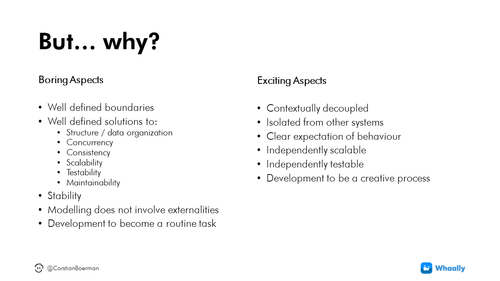 But... why?
Boring Aspects
• Well defined boundaries
• Well defined solutions to:
• Structure / data organization
• Concurrency
• Consistency
• Scalability
• Testability
• Maintainability
• Stability
• Modelling does not involve externalities
• Development to become a routine task
Exciting Aspects
• Contextually decoupled
• Isolated from other systems
• Clear expectation of behaviour
• Independently scalable
• Independently testable
• Development to be a creative process
@CorstianBoerman
Whaally